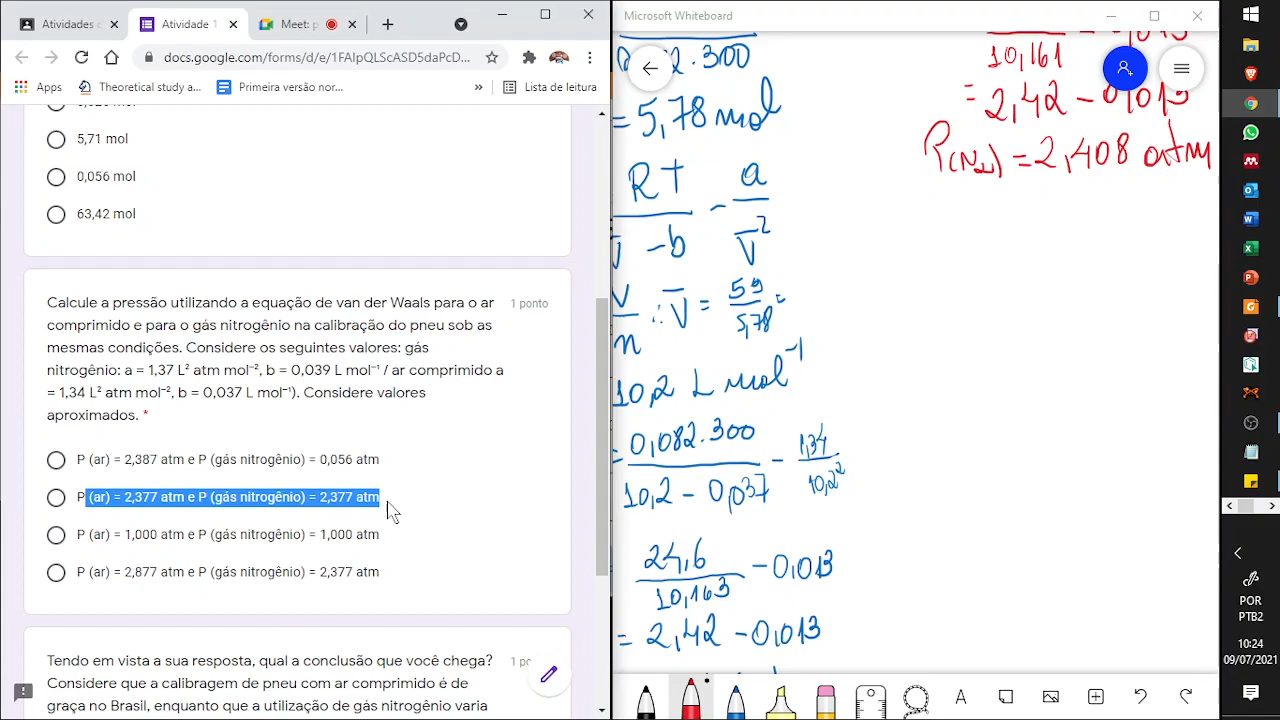 Atividades d
Atividade 1
Meet: p
docs.google.com/forms/d/e/1FAIpQLScASD5daPcD...
Apps
Theoretical study a...
Primeira versão nor...
»
Lista de leitura
5,71 mol
0,056 mol
63,42 mol
Calcule a pressão utilizando a equação de van der Waals para o ar
1 ponto
comprimido e para o gás nitrogênio na calibração do pneu sob as
mesmas condições. Considere os seguintes valores: gás
nitrogênio: a = 1,37 L² atm mol⁻², b = 0,039 L mol⁻¹ / ar comprimido a
= 1,34 L² atm mol⁻², b = 0,037 L mol⁻¹). Considere valores
aproximados. *
P (ar) = 2,387 atm e P (gás nitrogênio) = 0,056 atm
P (ar) = 2,377 atm e P (gás nitrogênio) = 2,377 atm
P (ar) = 1,000 atm e P (gás nitrogênio) = 1,000 atm
P (ar) = 2,877 atm e P (gás nitrogênio) = 2,377 atm
Tendo em vista a sua resposta, qual a conclusão que você chega?
Considere que a calibragem de pneu com ar comprimido é de
graça no Brasil, enquanto que a utilização de gás nitrogênio varia
Microsoft Whiteboard
.300
= 5,78 mol
RT
a
-
-b
V̄²
V
n
∴ V̄ = 59
5,78 =
10,2 L mol⁻¹
= 0,082.300
10,2 - 0,037
- 1,34
10,2²
24,6
10,163
- 0,013
= 2,42 - 0,013
10,161
= 2,42 - 0,013
P(N₂) = 2,408 atm
POR
PTB2
10:24
09/07/2021